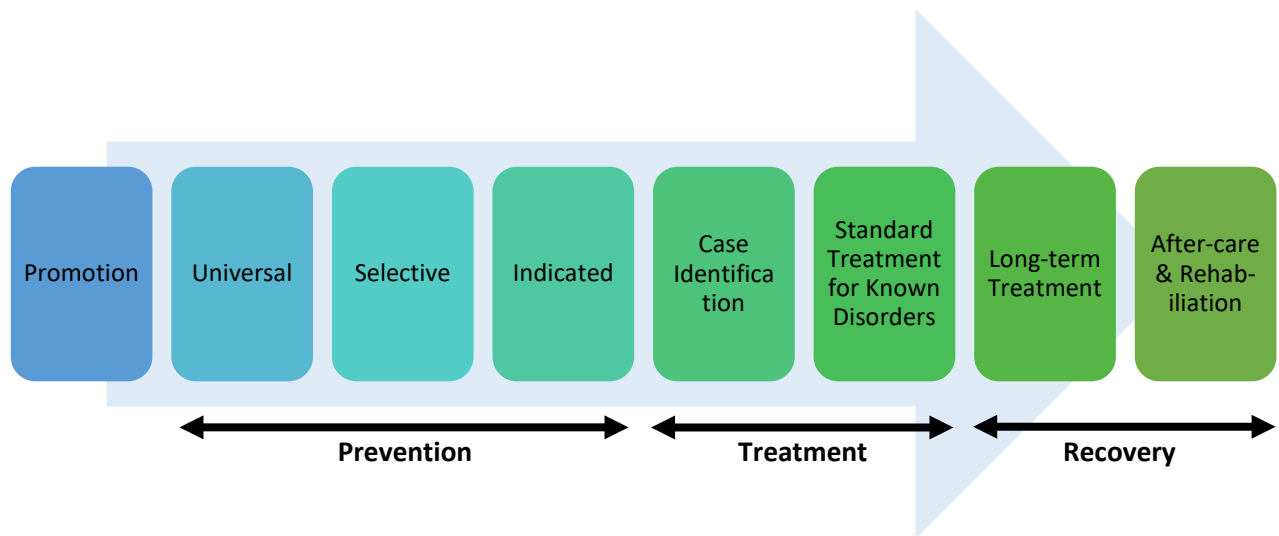 Promotion
Universal
Selective
Indicated
Case
Identifica
tion
Standard
Treatment
for Known
Disorders
Long-term
Treatment
After-care
& Rehab-
iliation
Prevention
Treatment
Recovery